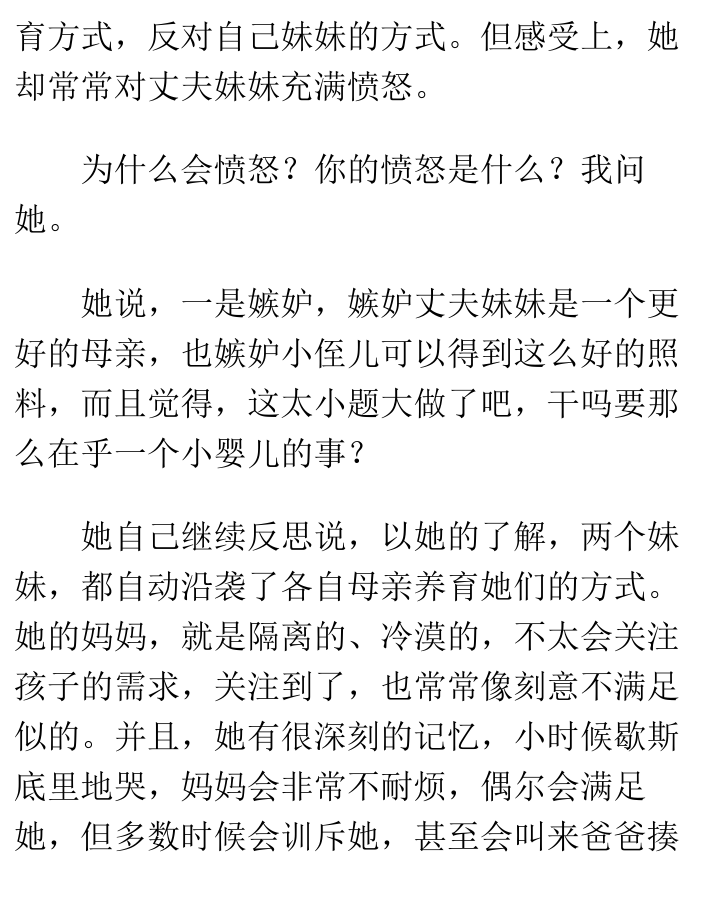 育方式，反对自己妹妹的方式。但感受上，她
却常常对丈夫妹妹充满愤怒。
为什么会愤怒？你的愤怒是什么？我问
她。
她说，一是嫉妒，嫉妒丈夫妹妹是一个更
好的母亲，也嫉妒小侄儿可以得到这么好的照
料，而且觉得，这太小题大做了吧，干吗要那
么在乎一个小婴儿的事？
她自己继续反思说，以她的了解，两个妹
妹，都自动沿袭了各自母亲养育她们的方式。
她的妈妈，就是隔离的、冷漠的，不太会关注
孩子的需求，关注到了，也常常像刻意不满足
似的。并且，她有很深刻的记忆，小时候歇斯
底里地哭，妈妈会非常不耐烦，偶尔会满足
她，但多数时候会训斥她，甚至会叫来爸爸揍